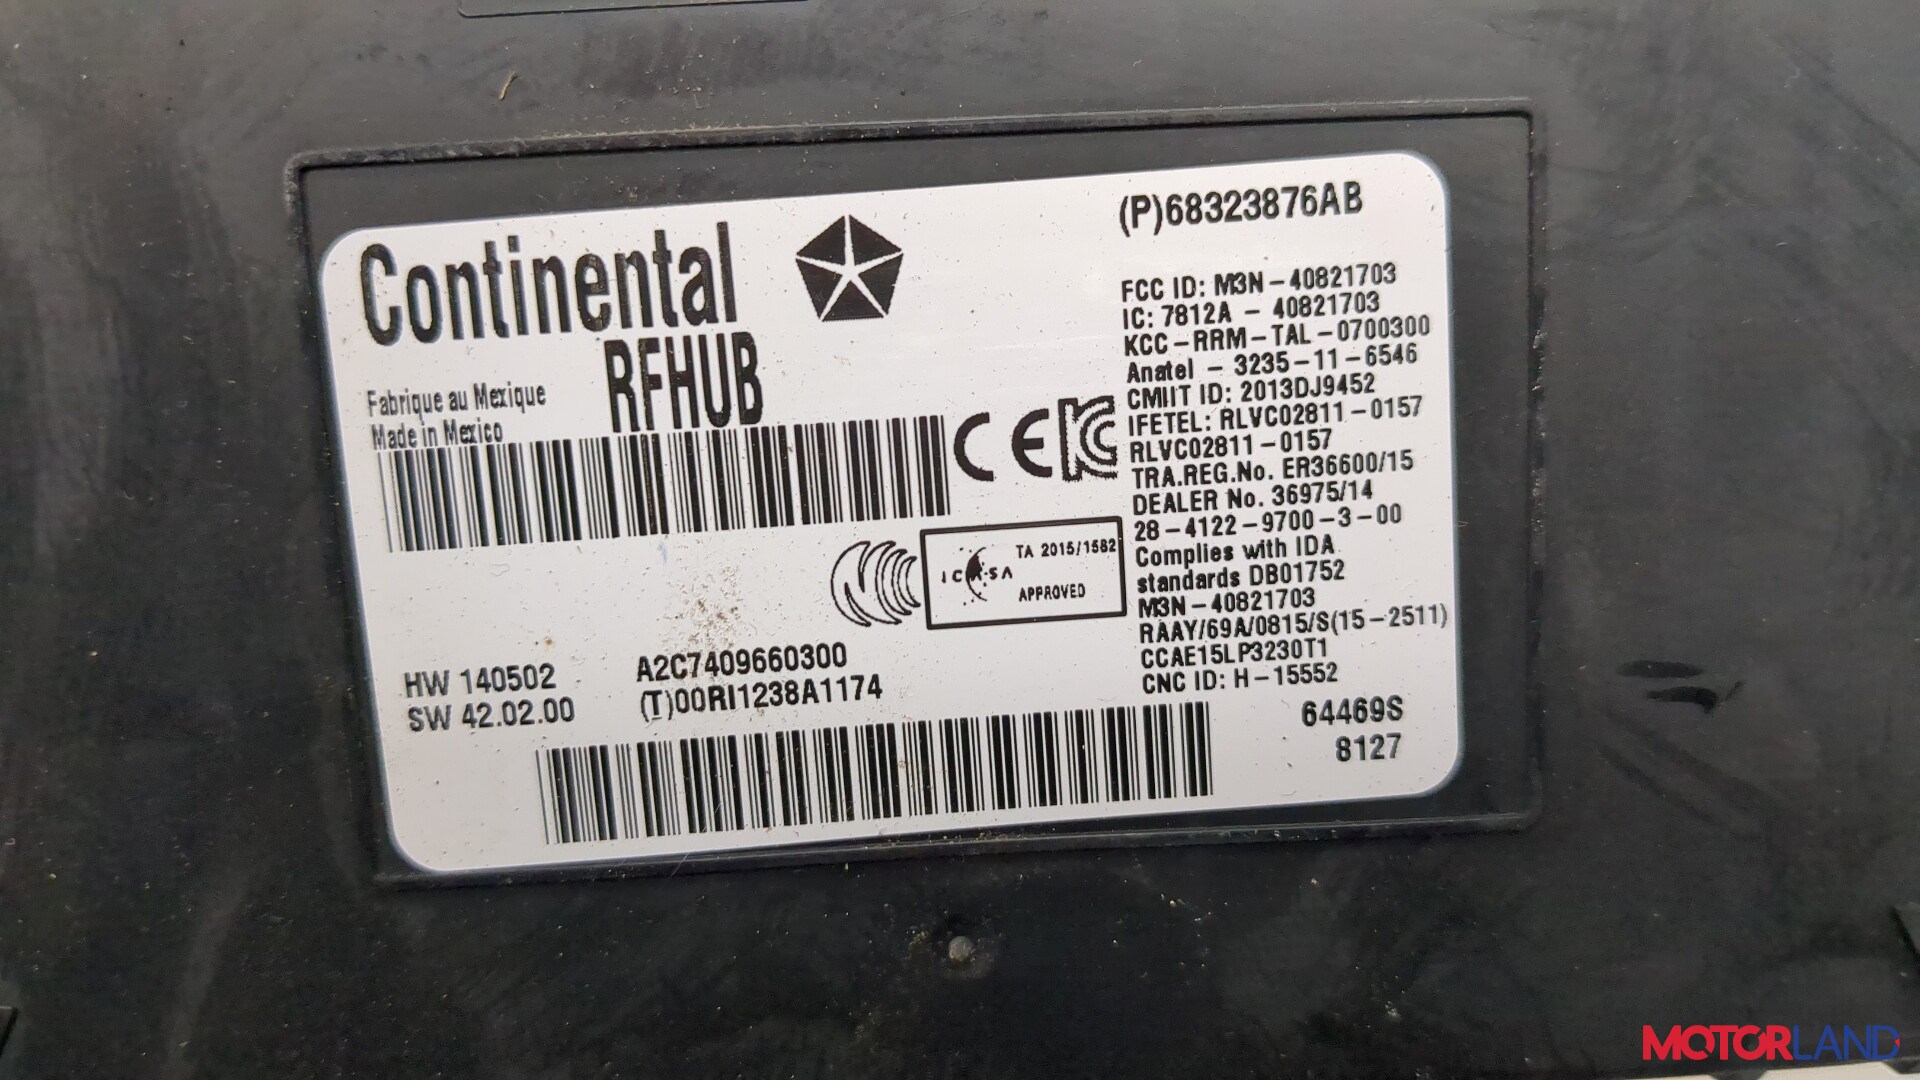 Continental
RFHUB
Fabrique au Mexique
Made in Mexico
HW 140502
SW 42.02.00
A2C7409660300
(T)00RI1238A1174
CE
TA 2015/1582
ICASA
APPROVED
(P)68323876AB
FCC ID: M3N-40821703
IC: 7812A - 40821703
KCC-RRM-TAL-0700300
Anatel - 3235-11-6546
CMIIT ID: 2013DJ9452
IFETEL: RLVC02811-0157
RLVC02811-0157
TRA.REG.No. ER36600/15
DEALER No. 36975/14
28-4122-9700-3-00
Complies with IDA
standards DB01752
M3N-40821703
RAAY/69A/0815/S(15-2511)
CCAE15LP3230T1
CNC ID: H-15552
64469S
8127
MOTORLAND